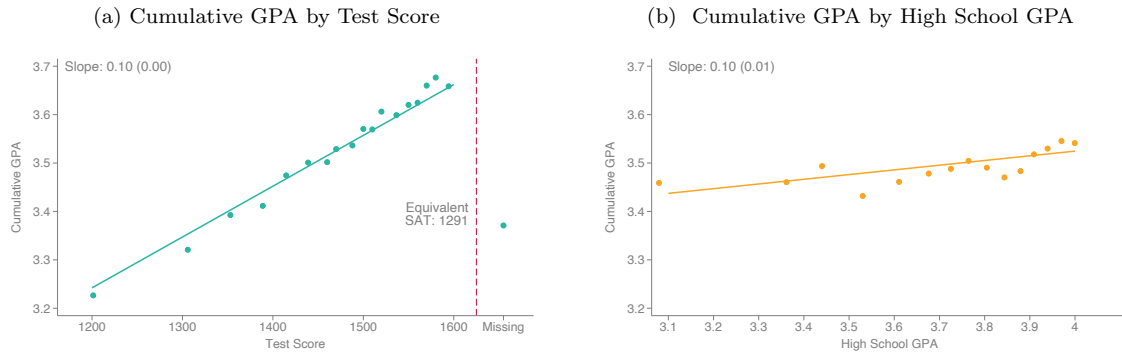 (a) Cumulative GPA by Test Score
Slope: 0.10 (0.00)
Cumulative GPA
3.7
3.6
3.5
3.4
3.3
3.2
Equivalent
SAT: 1291
1200 1300 1400 1500 1600 Missing
Test Score
(b) Cumulative GPA by High School GPA
Slope: 0.10 (0.01)
Cumulative GPA
3.7
3.6
3.5
3.4
3.3
3.2
3.1 3.2 3.3 3.4 3.5 3.6 3.7 3.8 3.9 4
High School GPA